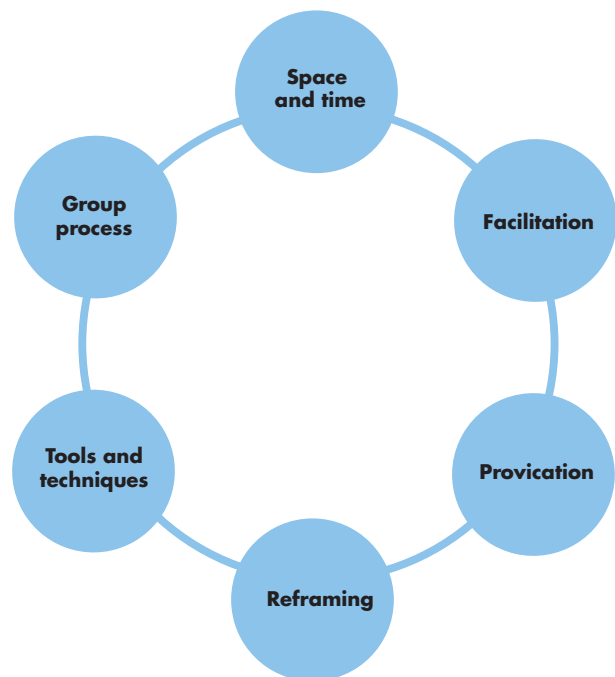 Space
and time
Facilitation
Provication
Reframing
Tools and
techniques
Group
process